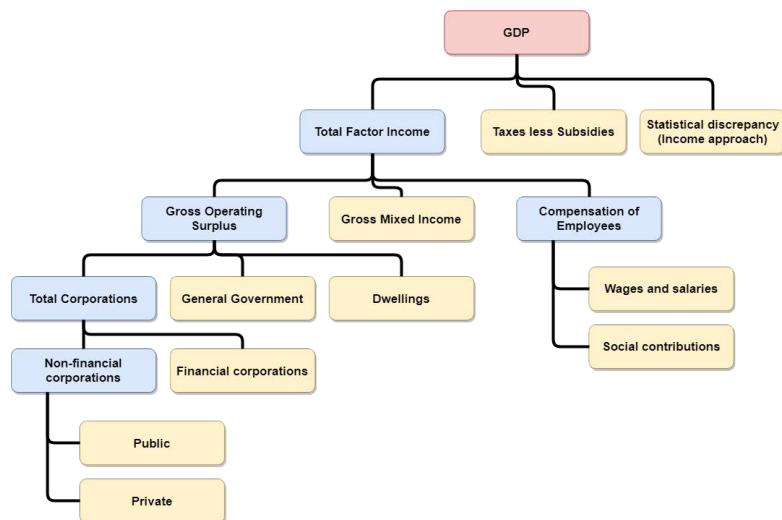 GDP
Total Factor Income
Taxes less Subsidies
Statistical discrepancy
(Income approach)
Gross Operating
Surplus
Gross Mixed Income
Compensation of
Employees
Total Corporations
General Government
Dwellings
Wages and salaries
Non-financial
corporations
Financial corporations
Social contributions
Public
Private